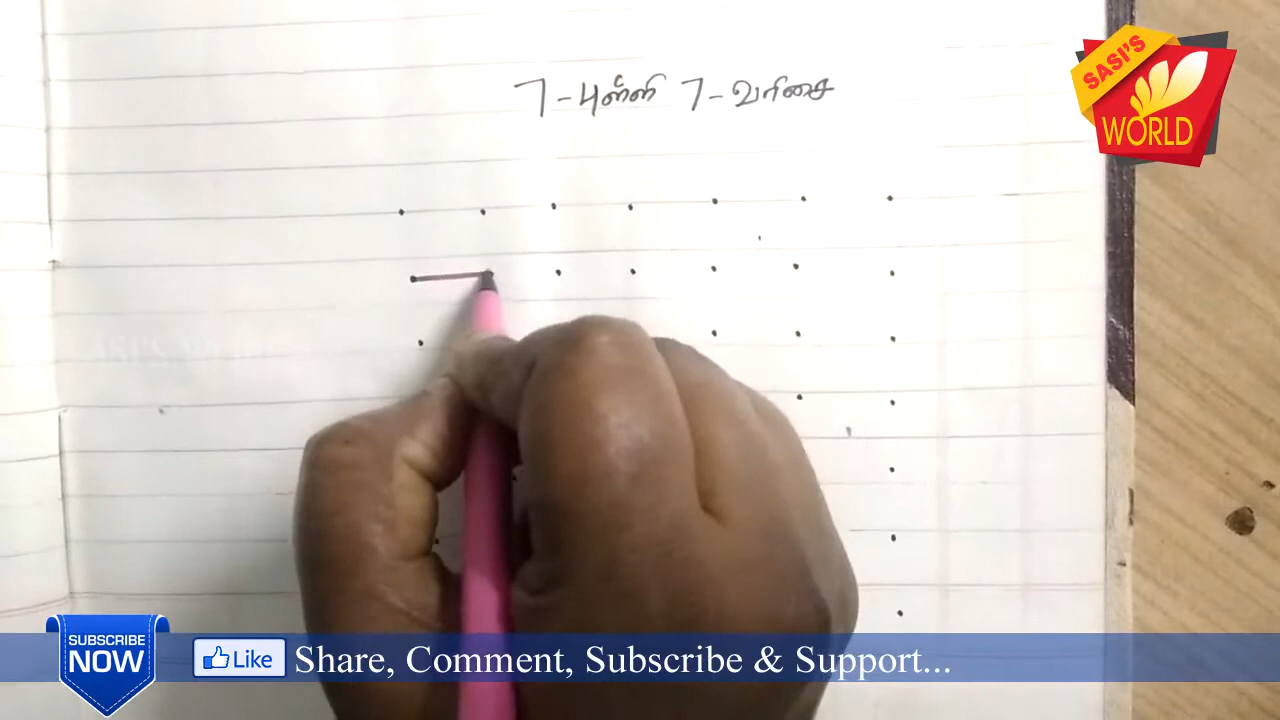 7-புள்ளி 7-வரிசை
SASI'S
WORLD
SUBSCRIBE
NOW
Like
Share, Comment, Subscribe & Support...